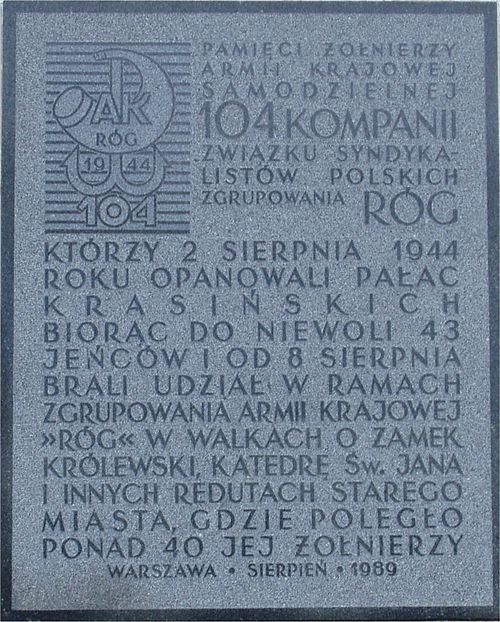 AK
RÓG
19 44
104
PAMIĘCI ŻOŁNIERZY
ARMII KRAJOWEJ
SAMODZIELNEJ
104 KOMPANII
ZWIĄZKU SYNDYKA-
LISTÓW POLSKICH
ZGRUPOWANIA RÓG
KTÓRZY 2 SIERPNIA 1944
ROKU OPANOWALI PAŁAC
KRASIŃSKICH
BIORĄC DO NIEWOLI 43
JEŃCÓW I OD 8 SIERPNIA
BRALI UDZIAŁ W RAMACH
ZGRUPOWANIA ARMII KRAJOWEJ
»RÓG« W WALKACH O ZAMEK
KRÓLEWSKI, KATEDRĘ ŚW. JANA
I INNYCH REDUTACH STAREGO
MIASTA, GDZIE POLEGŁO
PONAD 40 JEJ ŻOŁNIERZY
WARSZAWA • SIERPIEŃ • 1989